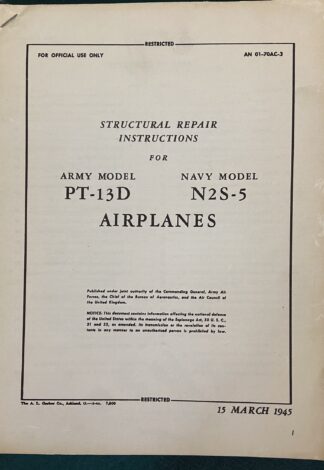 RESTRICTED
FOR OFFICIAL USE ONLY AN 01-70AC-3
STRUCTURAL REPAIR
INSTRUCTIONS
FOR
ARMY MODEL NAVY MODEL
PT-13D N2S-5
AIRPLANES
Published under joint authority of the Commanding General, Army Air
Forces, the Chief of the Bureau of Aeronautics, and the Air Council of
the United Kingdom.
NOTICE: This document contains information affecting the national defense
of the United States within the meaning of the Espionage Act, 50 U. S. C.,
31 and 32, as amended. Its transmission or the revelation of its con-
tents in any manner to an unauthorized person is prohibited by law.
RESTRICTED
The A. L. Garber Co., Ashland, O.
15 MARCH 1945